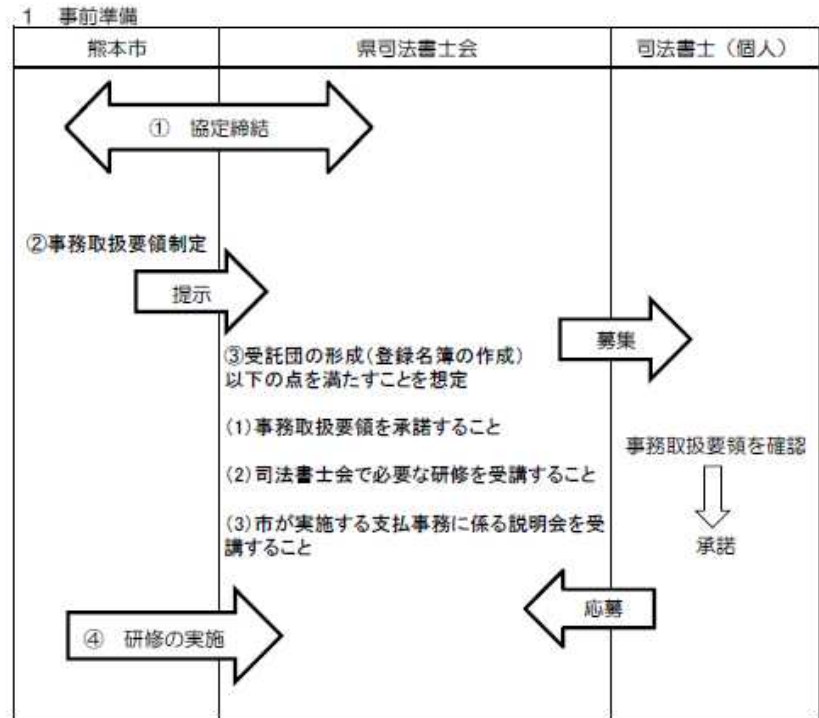 1 事前準備
熊本市
県司法書士会
司法書士(個人)
① 協定締結
②事務取扱要領制定
提示
募集
③受託団の形成(登録名簿の作成)
以下の点を満たすことを想定
(1)事務取扱要領を承諾すること
(2)司法書士会で必要な研修を受講すること
(3)市が実施する支払事務に係る説明会を受
講すること
事務取扱要領を確認
承諾
応募
④ 研修の実施